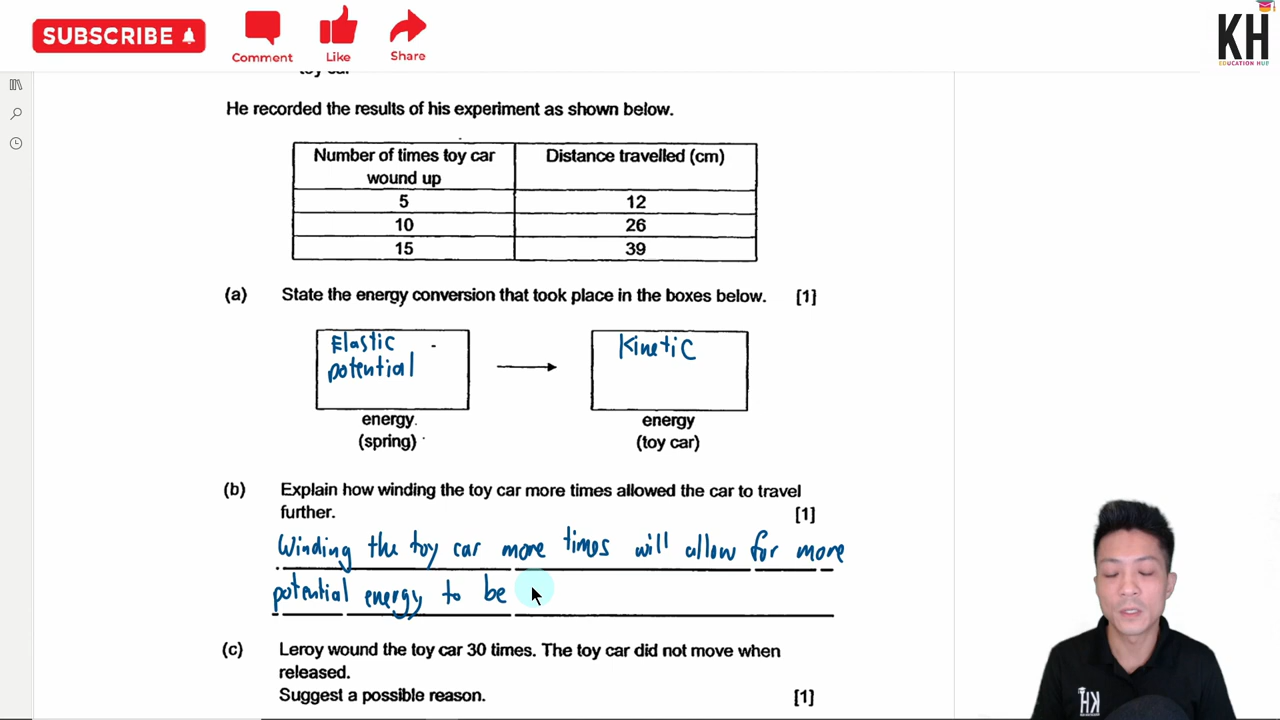 SUBSCRIBE
Comment
Like
Share
KH
EDUCATION HUP
toy car
He recorded the results of his experiment as shown below.
Number of times toy car wound up
Distance travelled (cm)
5 12
10 26
15 39
(a) State the energy conversion that took place in the boxes below. [1]
Elastic
potential
Kinetic
energy
(spring)
energy
(toy car)
(b) Explain how winding the toy car more times allowed the car to travel
further. [1]
Winding the toy car more times will allow for more
potential energy to be
(c) Leroy wound the toy car 30 times. The toy car did not move when
released.
Suggest a possible reason. [1]
KH